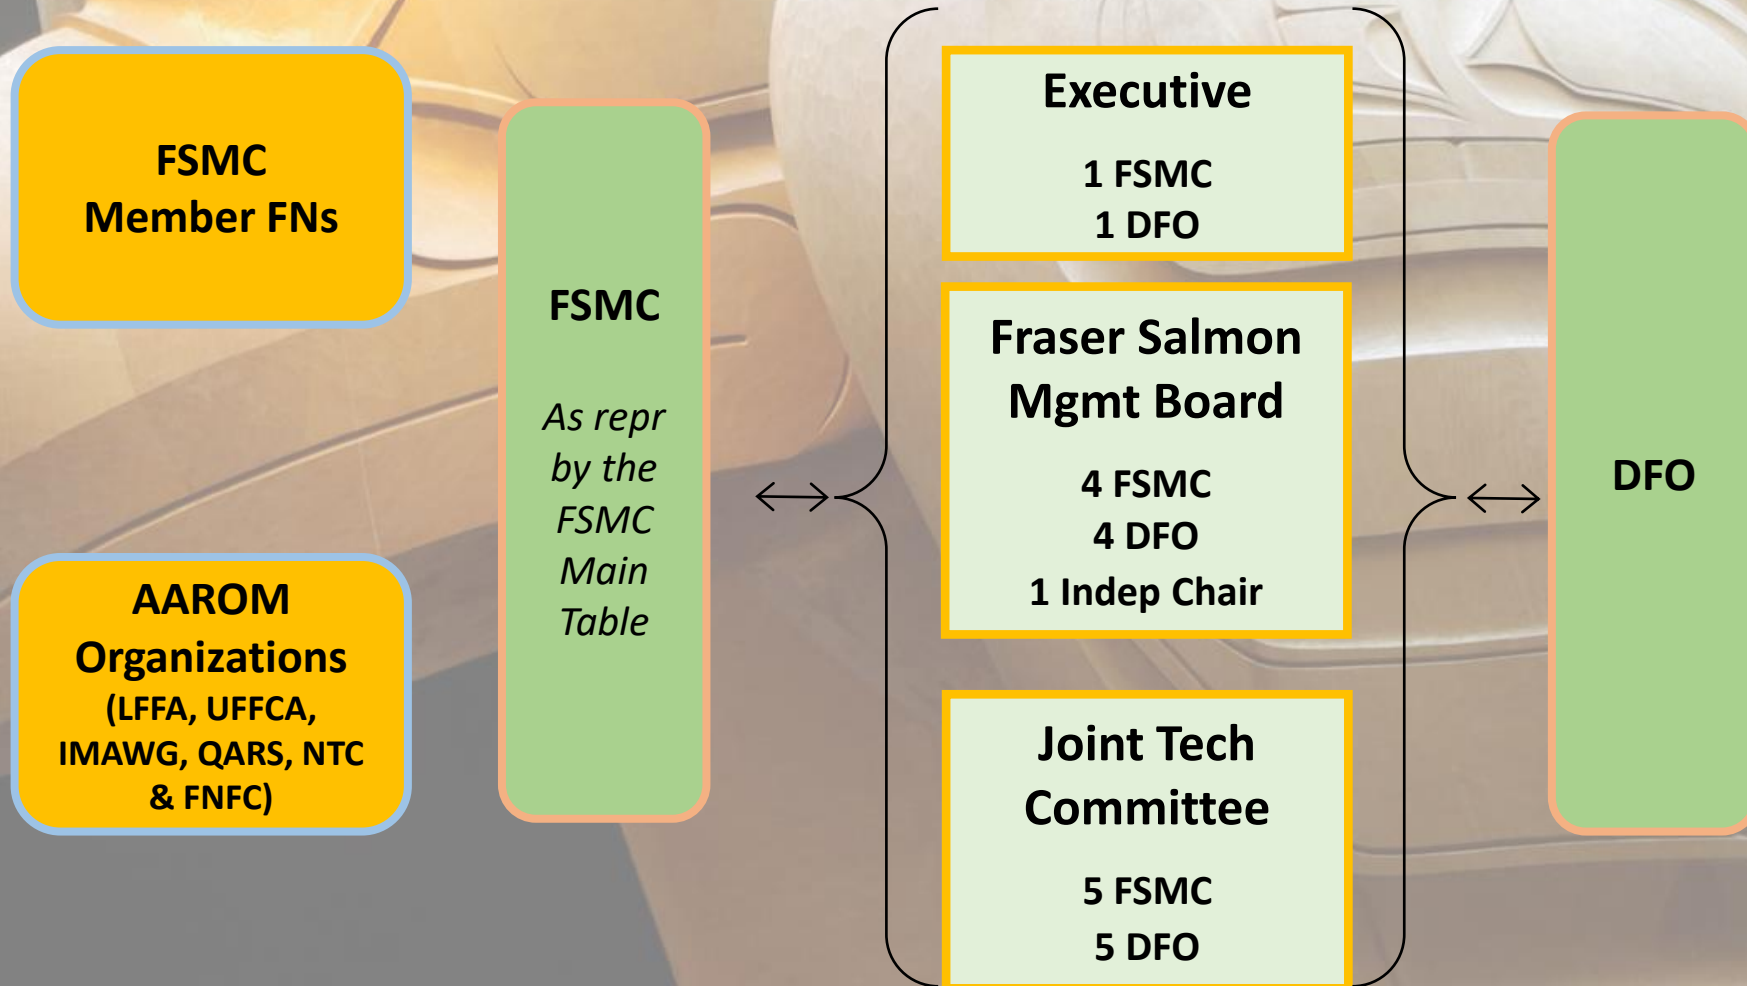 FSMC
Member FNs
AAROM
Organizations
(LFFA, UFFCA,
IMAWG, QARS, NTC
& FNFC)
FSMC
As repr
by the
FSMC
Main
Table
Executive
1 FSMC
1 DFO
Fraser Salmon
Mgmt Board
4 FSMC
4 DFO
1 Indep Chair
Joint Tech
Committee
5 FSMC
5 DFO
DFO